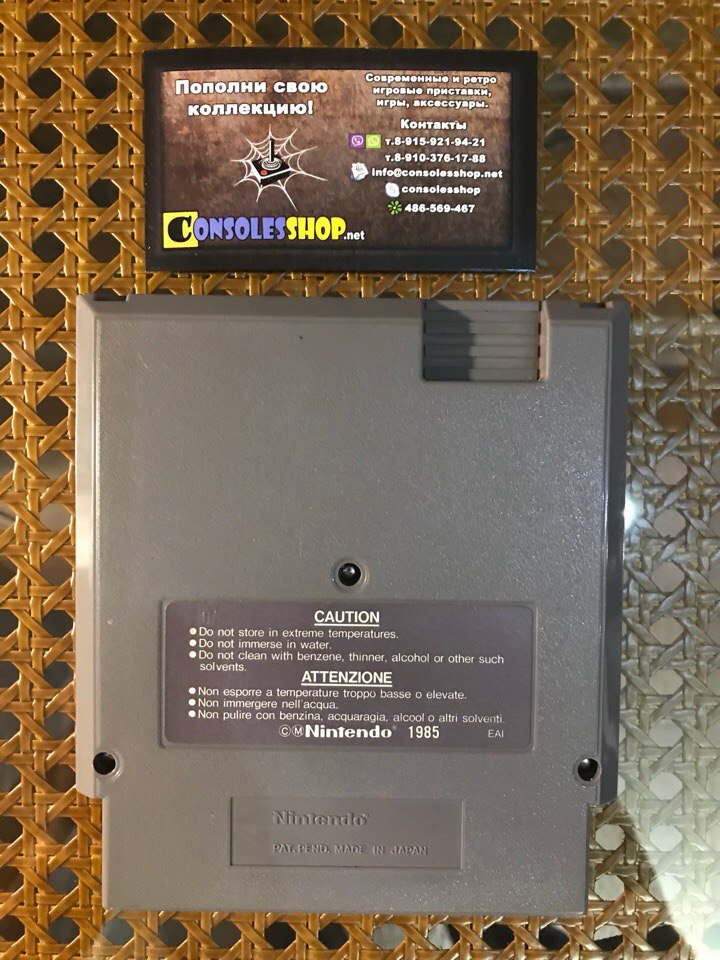 Пополни свою
коллекцию!
CONSOLESSHOP.net
Современные и ретро
игровые приставки,
игры, аксессуары.
Контакты
т.8-915-921-94-21
т.8-910-376-17-88
info@consolesshop.net
consolesshop
486-569-467
CAUTION
● Do not store in extreme temperatures.
● Do not immerse in water.
● Do not clean with benzene, thinner, alcohol or other such
solvents.
ATTENZIONE
● Non esporre a temperature troppo basse o elevate.
● Non immergere nell'acqua.
● Non pulire con benzina, acquaragia, alcool o altri solventi.
©Ⓜ Nintendo® 1985 EAI
Nintendo®
PAT. PEND. MADE IN JAPAN